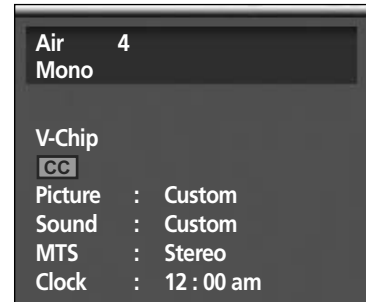 Air 4
Mono
V-Chip
CC
Picture : Custom
Sound : Custom
MTS : Stereo
Clock : 12 : 00 am